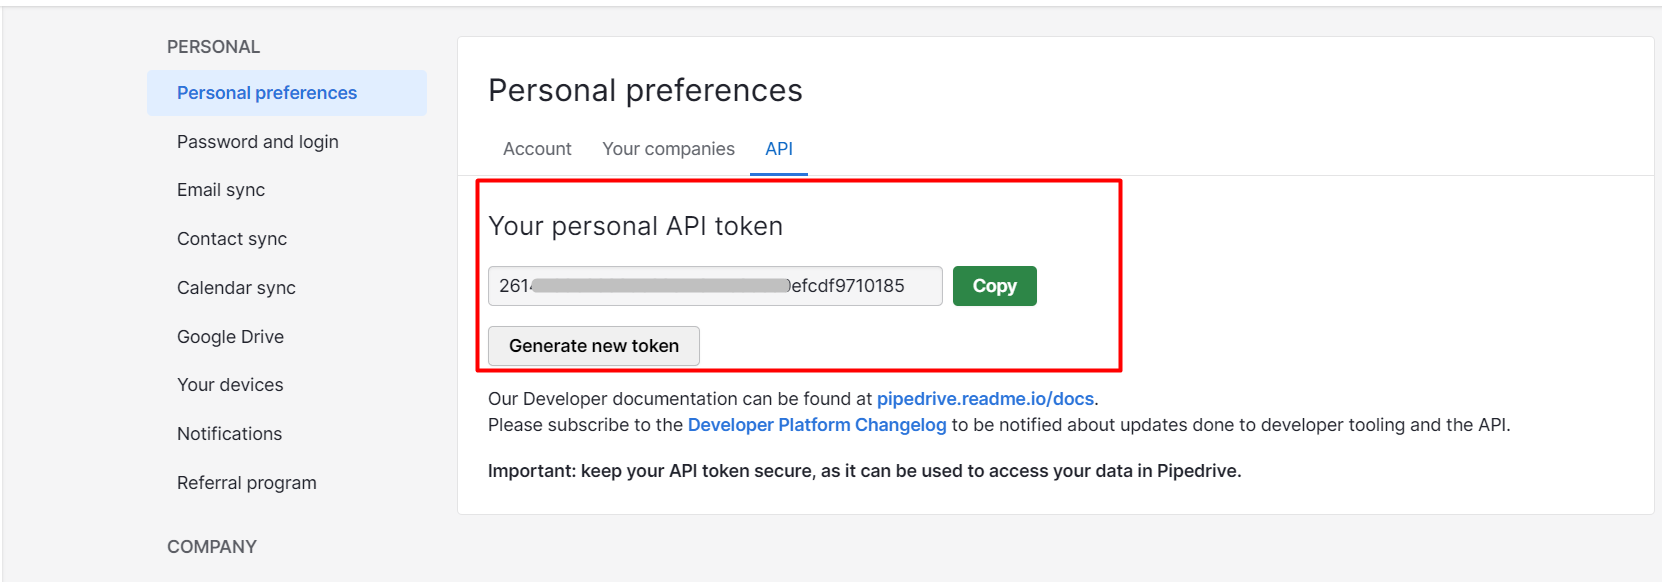 PERSONAL
Personal preferences
Password and login
Email sync
Contact sync
Calendar sync
Google Drive
Your devices
Notifications
Referral program
COMPANY
Personal preferences
Account Your companies API
Your personal API token
261 efcdf9710185 Copy
Generate new token
Our Developer documentation can be found at pipedrive.readme.io/docs.
Please subscribe to the Developer Platform Changelog to be notified about updates done to developer tooling and the API.
Important: keep your API token secure, as it can be used to access your data in Pipedrive.